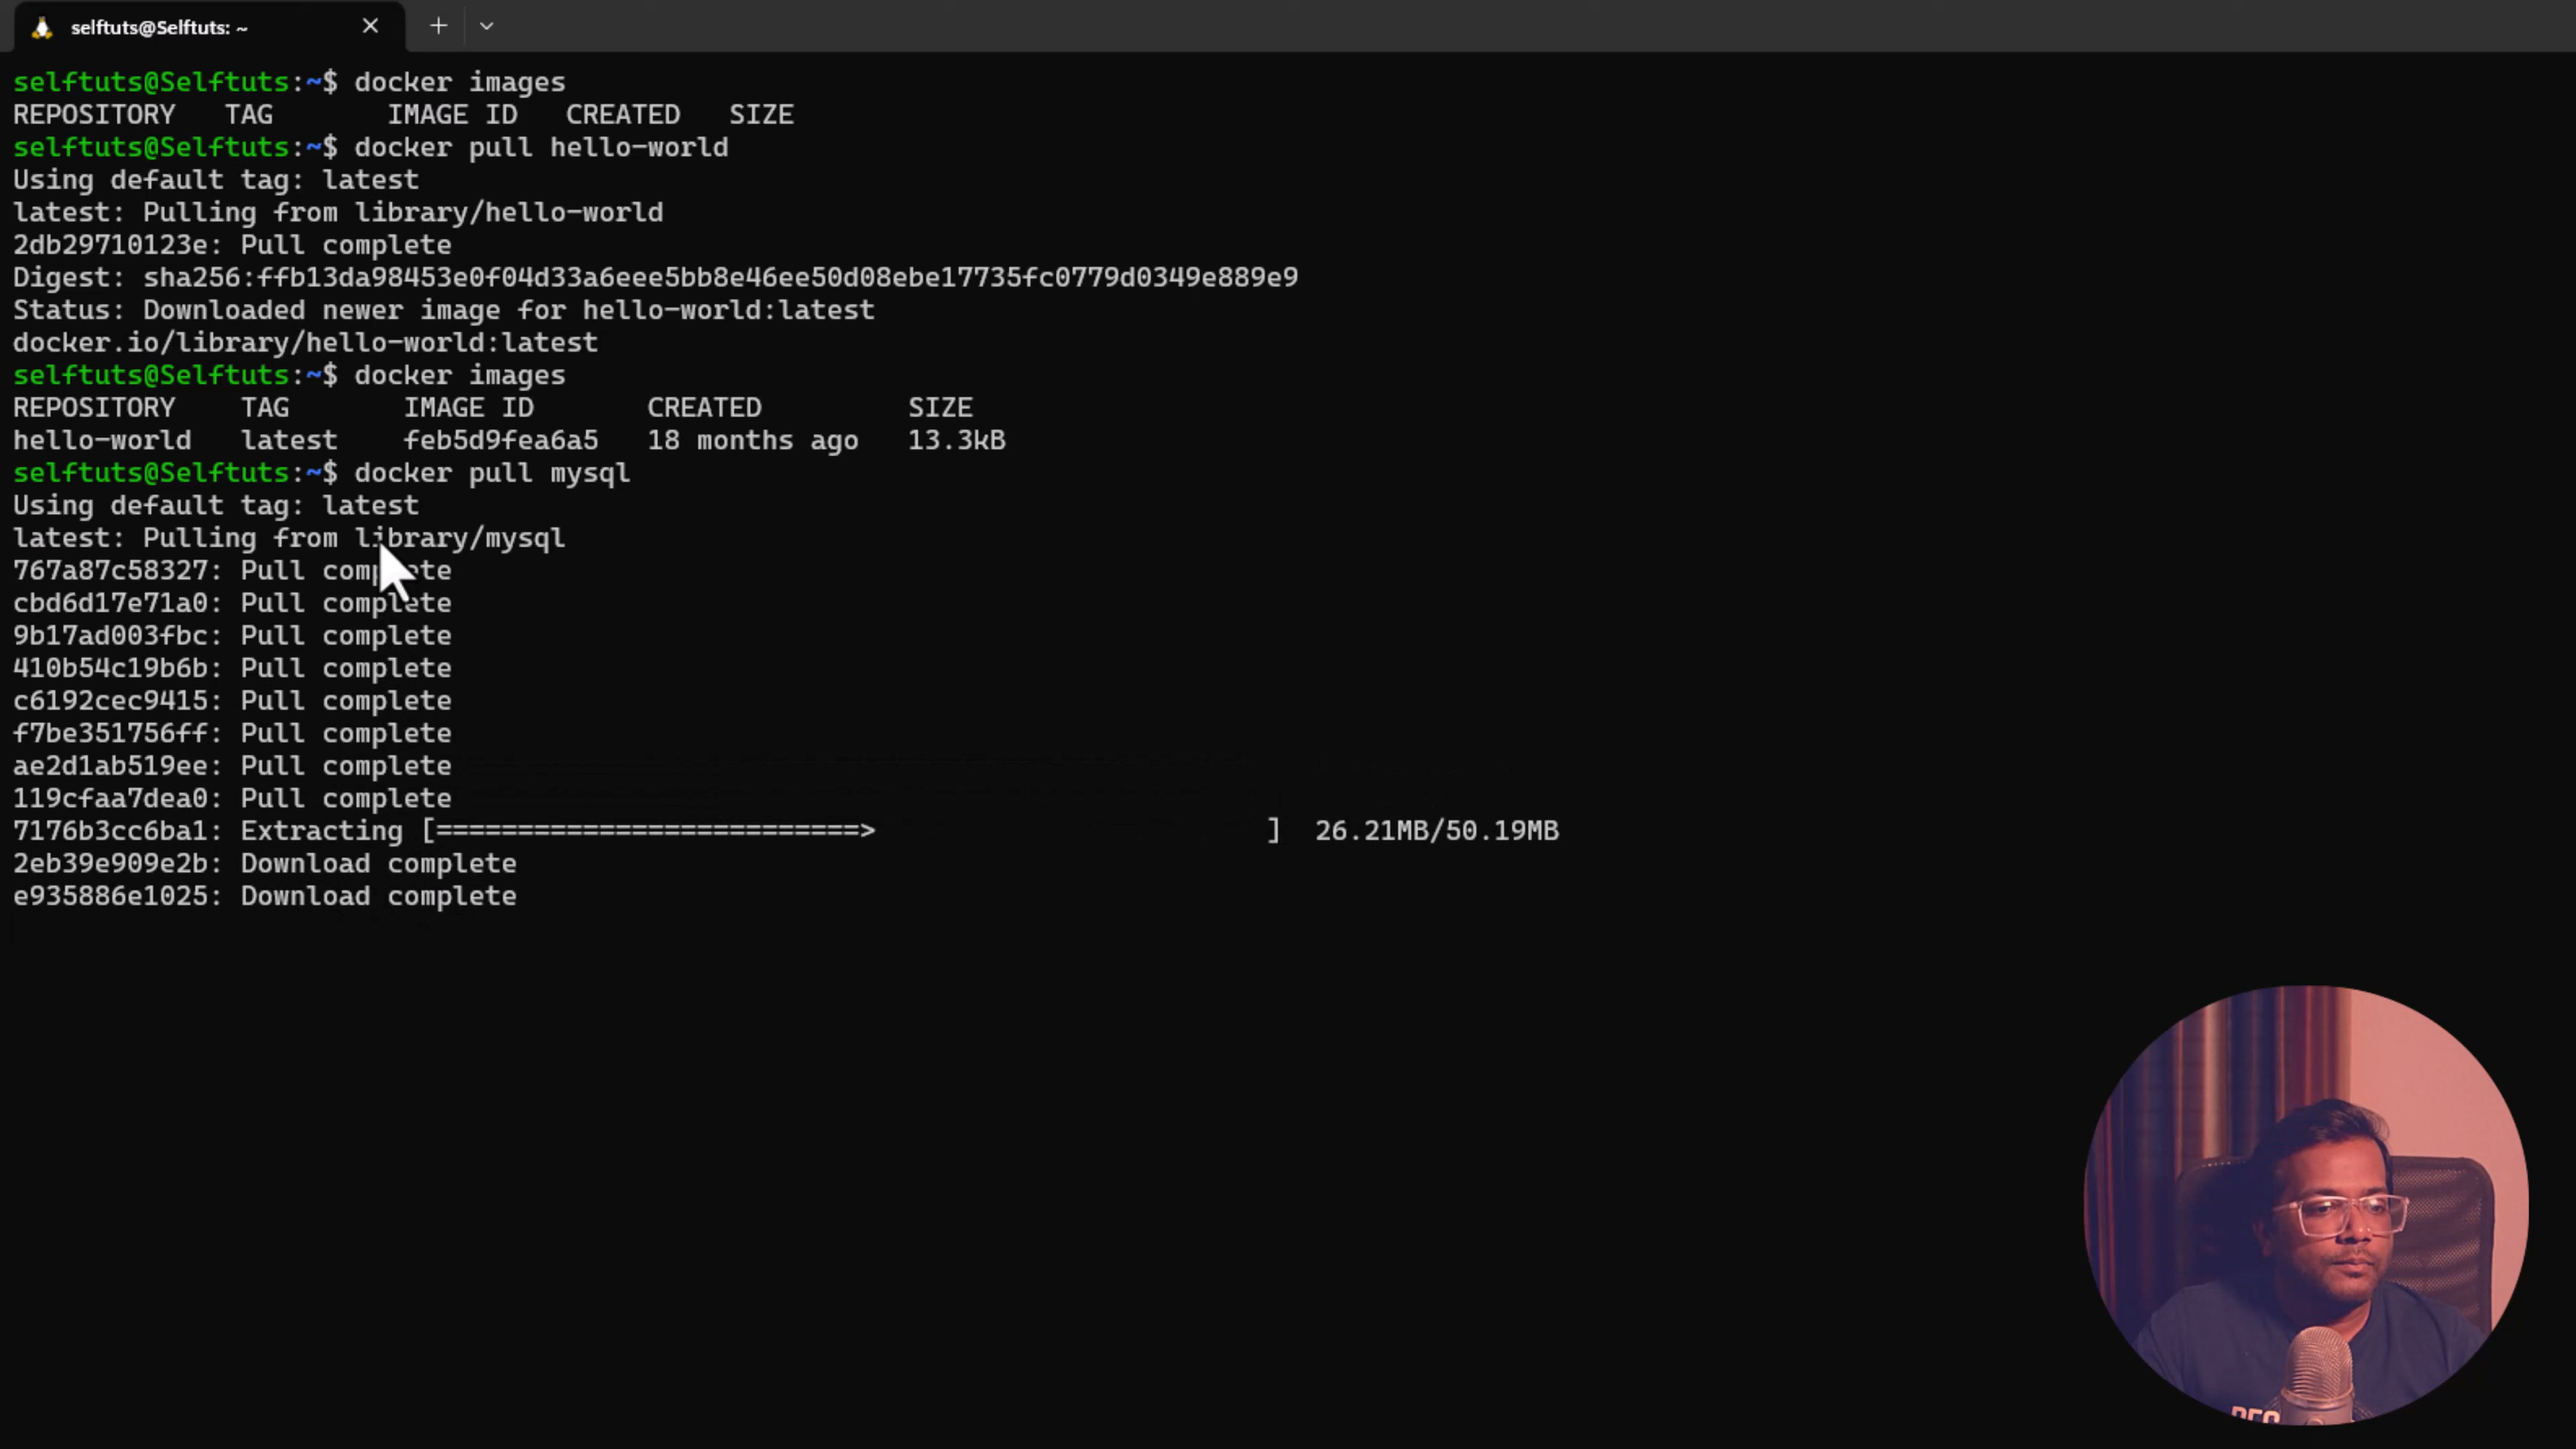 selftuts@Selftuts: ~
selftuts@Selftuts:~$ docker images
REPOSITORY   TAG       IMAGE ID   CREATED   SIZE
selftuts@Selftuts:~$ docker pull hello-world
Using default tag: latest
latest: Pulling from library/hello-world
2db29710123e: Pull complete
Digest: sha256:ffb13da98453e0f04d33a6eee5bb8e46ee50d08ebe17735fc0779d0349e889e9
Status: Downloaded newer image for hello-world:latest
docker.io/library/hello-world:latest
selftuts@Selftuts:~$ docker images
REPOSITORY    TAG       IMAGE ID       CREATED         SIZE
hello-world   latest    feb5d9fea6a5   18 months ago   13.3kB
selftuts@Selftuts:~$ docker pull mysql
Using default tag: latest
latest: Pulling from library/mysql
767a87c58327: Pull complete
cbd6d17e71a0: Pull complete
9b17ad003fbc: Pull complete
410b54c19b6b: Pull complete
c6192cec9415: Pull complete
f7be351756ff: Pull complete
ae2d1ab519ee: Pull complete
119cfaa7dea0: Pull complete
7176b3cc6ba1: Extracting [==========================>                        ]  26.21MB/50.19MB
2eb39e909e2b: Download complete
e935886e1025: Download complete